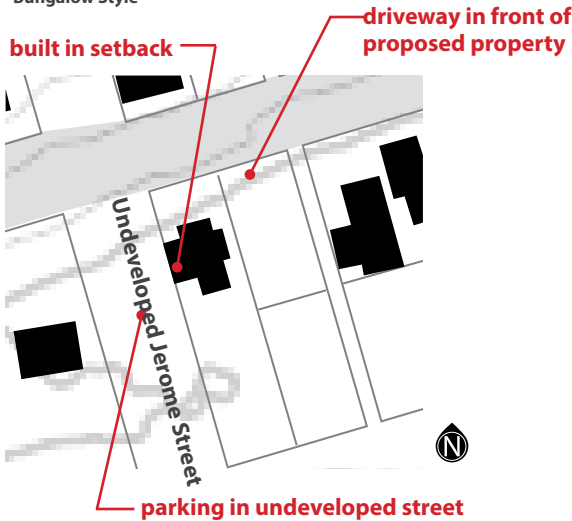 Bungalow Style
driveway in front of
proposed property
built in setback
Undeveloped Jerome Street
N
parking in undeveloped street